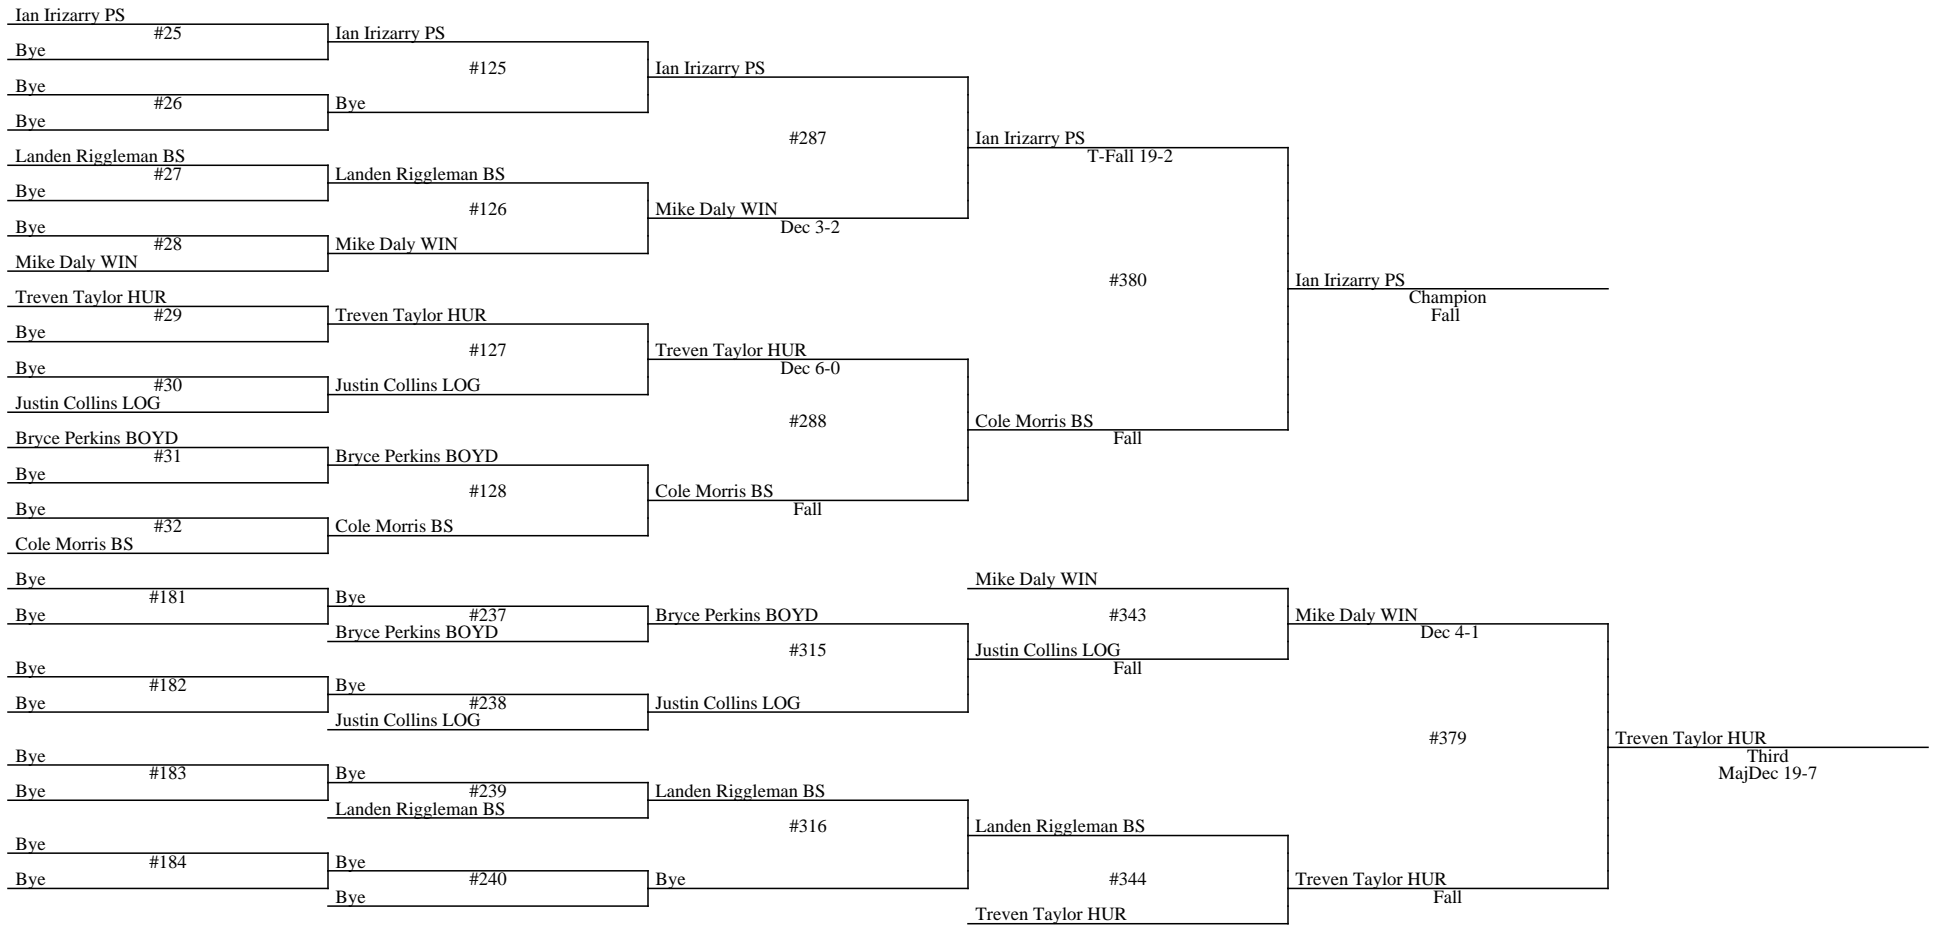 Ian Irizarry PS
#25
Bye
Bye
#26
Bye
Landen Riggleman BS
#27
Bye
Bye
#28
Mike Daly WIN
Treven Taylor HUR
#29
Bye
Bye
#30
Justin Collins LOG
Bryce Perkins BOYD
#31
Bye
Bye
#32
Cole Morris BS
Ian Irizarry PS
#125
Bye
Landen Riggleman BS
#126
Mike Daly WIN
Treven Taylor HUR
#127
Justin Collins LOG
Bryce Perkins BOYD
#128
Cole Morris BS
Ian Irizarry PS
#287
Mike Daly WIN
Dec 3-2
Treven Taylor HUR
Dec 6-0
#288
Cole Morris BS
Fall
Ian Irizarry PS
T-Fall 19-2
#380
Cole Morris BS
Fall
Ian Irizarry PS
Champion
Fall
Bye
#181
Bye
Bye
#182
Bye
Bye
#183
Bye
Bye
#184
Bye
Bye
#237
Bryce Perkins BOYD
Bye
#238
Justin Collins LOG
Bye
#239
Landen Riggleman BS
Bye
#240
Bye
Bryce Perkins BOYD
#315
Justin Collins LOG
Landen Riggleman BS
#316
Bye
Mike Daly WIN
#343
Justin Collins LOG
Fall
Landen Riggleman BS
#344
Treven Taylor HUR
Mike Daly WIN
Dec 4-1
#379
Treven Taylor HUR
Fall
Treven Taylor HUR
Third
MajDec 19-7